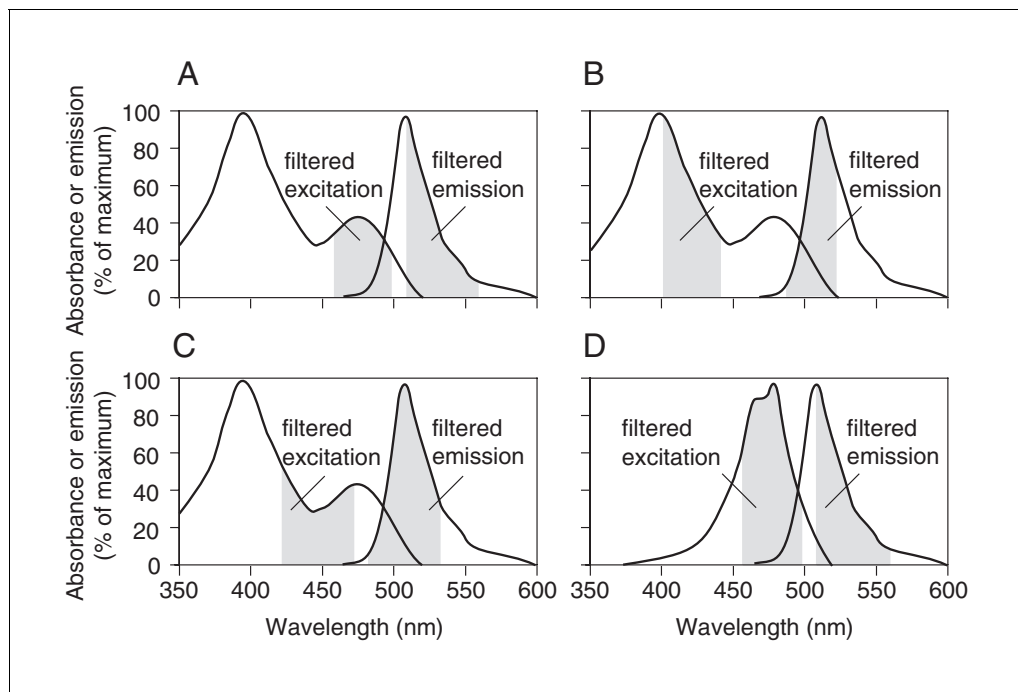 A
B
Absorbance or emission
(% of maximum)
100
80
60
40
20
0
filtered
excitation
filtered
emission
filtered
excitation
filtered
emission
C
D
Absorbance or emission
(% of maximum)
100
80
60
40
20
0
filtered
excitation
filtered
emission
filtered
excitation
filtered
emission
350 400 450 500 550 600
350 400 450 500 550 600
Wavelength (nm)
Wavelength (nm)